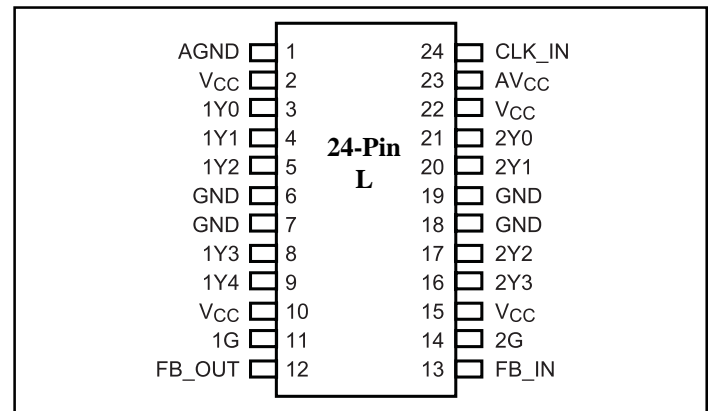 AGND 1 24 CLK_IN
VCC 2 23 AVCC
1Y0 3 22 VCC
1Y1 4 21 2Y0
1Y2 5 24-Pin 20 2Y1
L
GND 6 19 GND
GND 7 18 GND
1Y3 8 17 2Y2
1Y4 9 16 2Y3
VCC 10 15 VCC
1G 11 14 2G
FB_OUT 12 13 FB_IN